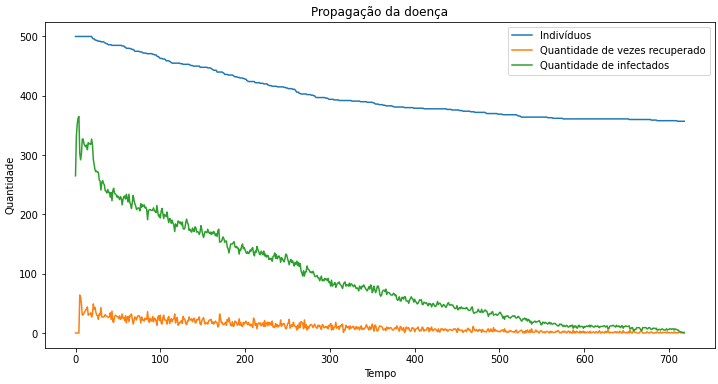 Propagação da doença
Indivíduos
Quantidade de vezes recuperado
Quantidade de infectados
Quantidade
500
400
300
200
100
0
0 100 200 300 400 500 600 700
Tempo